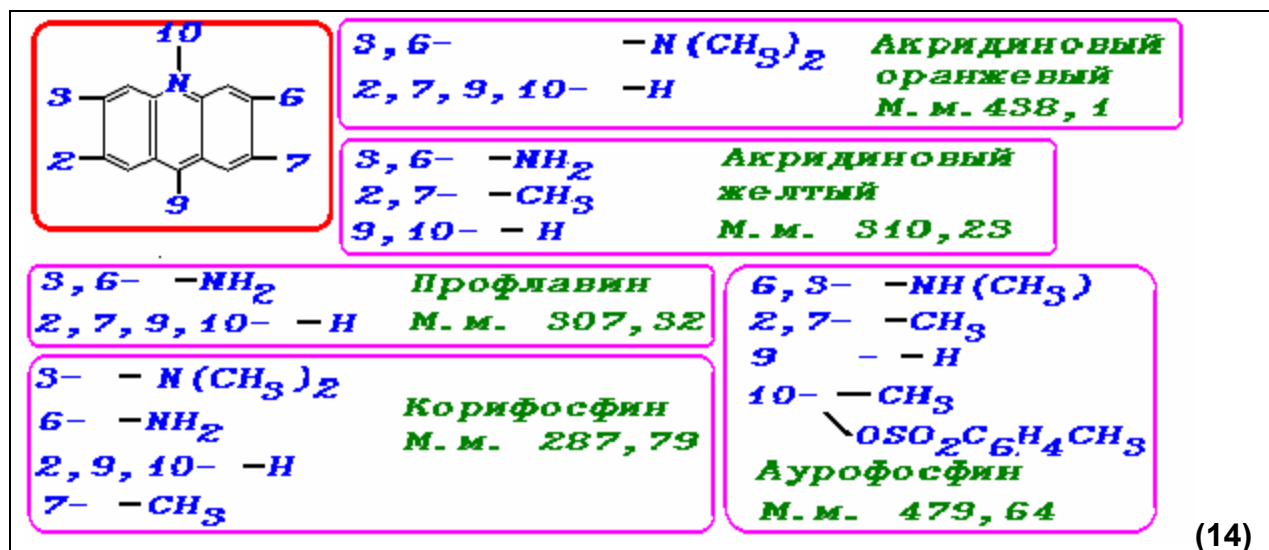 10
N
3
6
2
7
9
3,6- -N(CH3)2 Акридиновый
оранжевый
2,7,9,10- -H
М.м.438,1
3,6- -NH2 Акридиновый
2,7- -CH3 желтый
9,10- -H М.м. 310,23
3,6- -NH2 Профлавин
2,7,9,10- -H М.м. 307,32
3- -N(CH3)2
6- -NH2
2,9,10- -H
7- -CH3
Корифосфин
М.м. 287,79
6,3- -NH(CH3)
2,7- -CH3
9 - -H
10- -CH3
OSO2C6H4CH3
Аурофосфин
М.м. 479,64
(14)